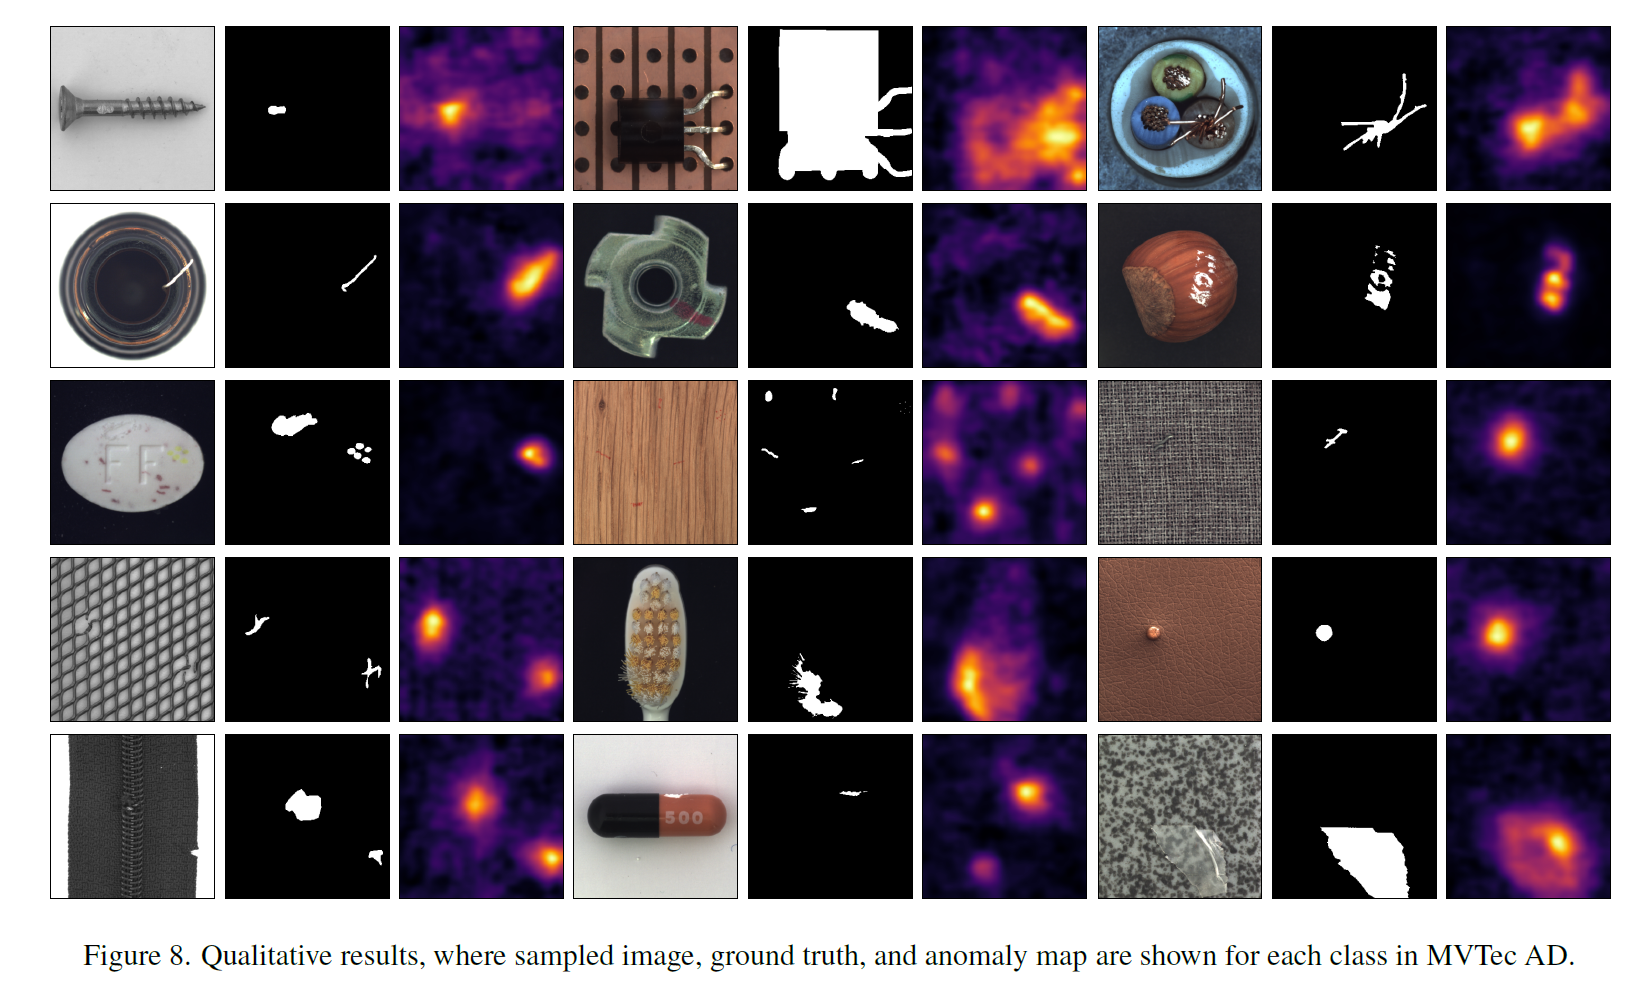 FF
500
Figure 8. Qualitative results, where sampled image, ground truth, and anomaly map are shown for each class in MVTec AD.